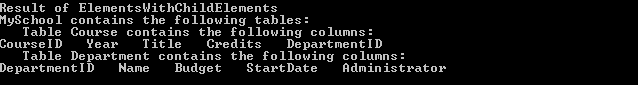 Result of ElementsWithChildElements
MySchool contains the following tables:
   Table Course contains the following columns:
CourseID   Year   Title   Credits   DepartmentID
   Table Department contains the following columns:
DepartmentID   Name   Budget   StartDate   Administrator